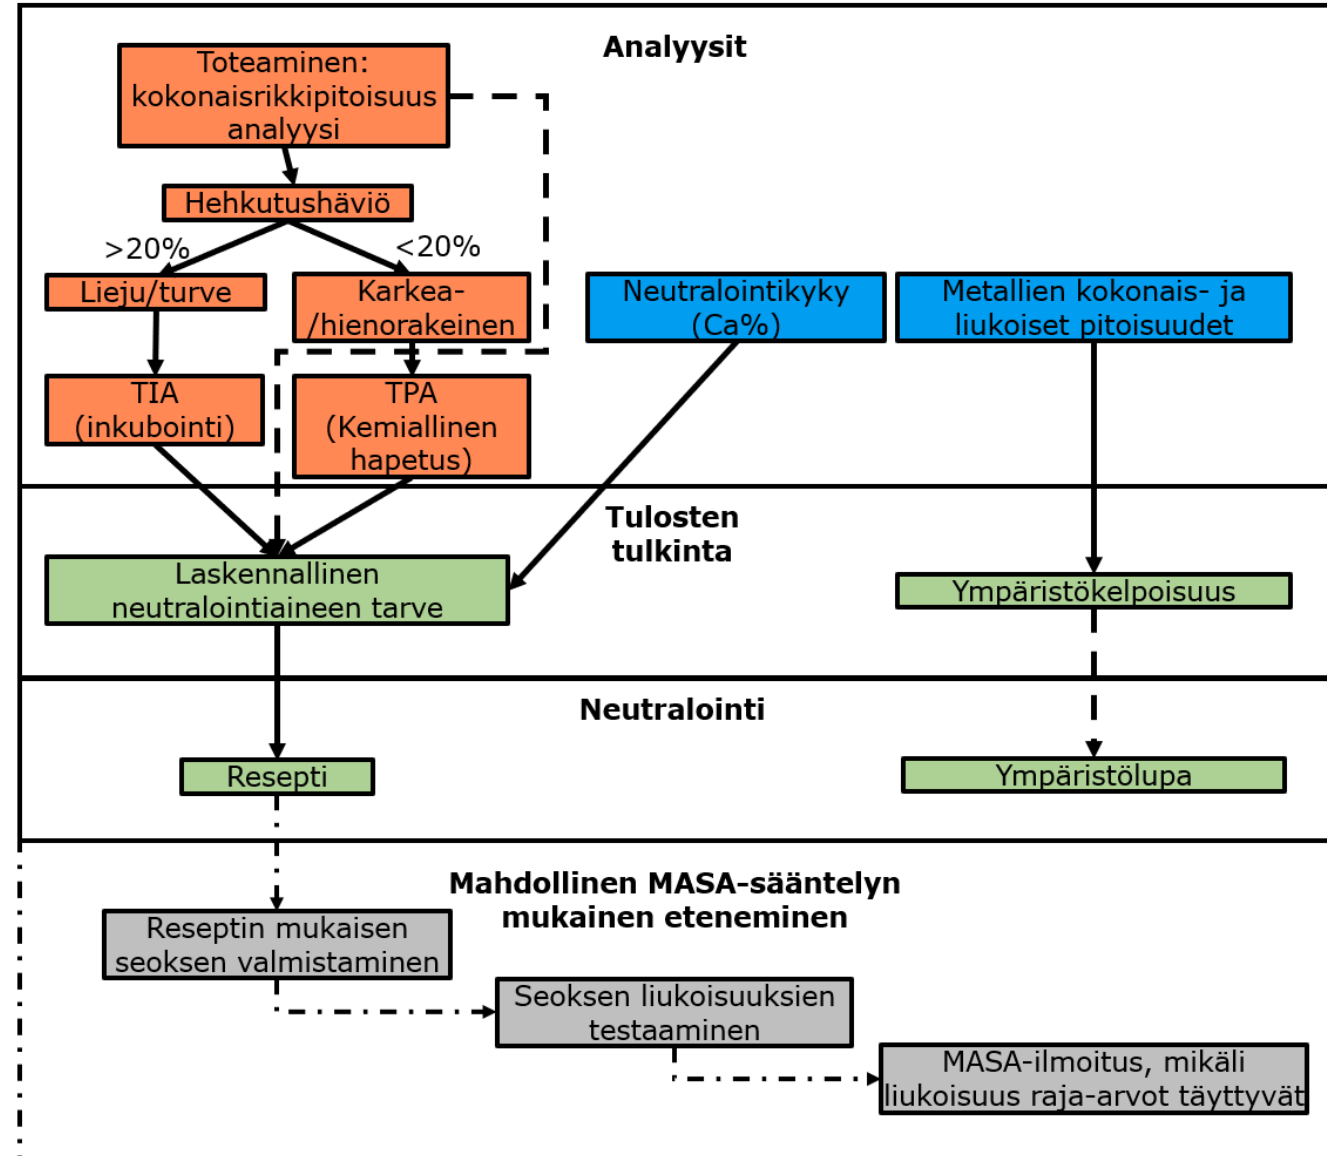 Analyysit
Toteaminen:
kokonaisrikkipitoisuus
analyysi
Hehkutushäviö
>20%
<20%
Lieju/turve
Karkea-
/hienorakeinen
Neutralointikyky
(Ca%)
Metallien kokonais- ja
liukoiset pitoisuudet
TIA
(inkubointi)
TPA
(Kemiallinen
hapetus)
Tulosten
tulkinta
Laskennallinen
neutralointiaineen tarve
Ympäristökelpoisuus
Neutralointi
Resepti
Ympäristölupa
Mahdollinen MASA-sääntelyn
mukainen eteneminen
Reseptin mukaisen
seoksen valmistaminen
Seoksen liukoisuuksien
testaaminen
MASA-ilmoitus, mikäli
liukoisuus raja-arvot täyttyvät